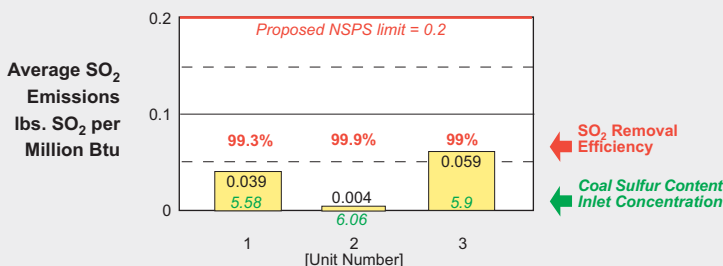 0.2
Proposed NSPS limit = 0.2
Average SO2
Emissions
lbs. SO2 per
Million Btu
0.1
99.3% 99.9% 99%
SO2 Removal
Efficiency
0.039 0.004 0.059
5.58 6.06 5.9
Coal Sulfur Content
Inlet Concentration
0
1 2 3
[Unit Number]